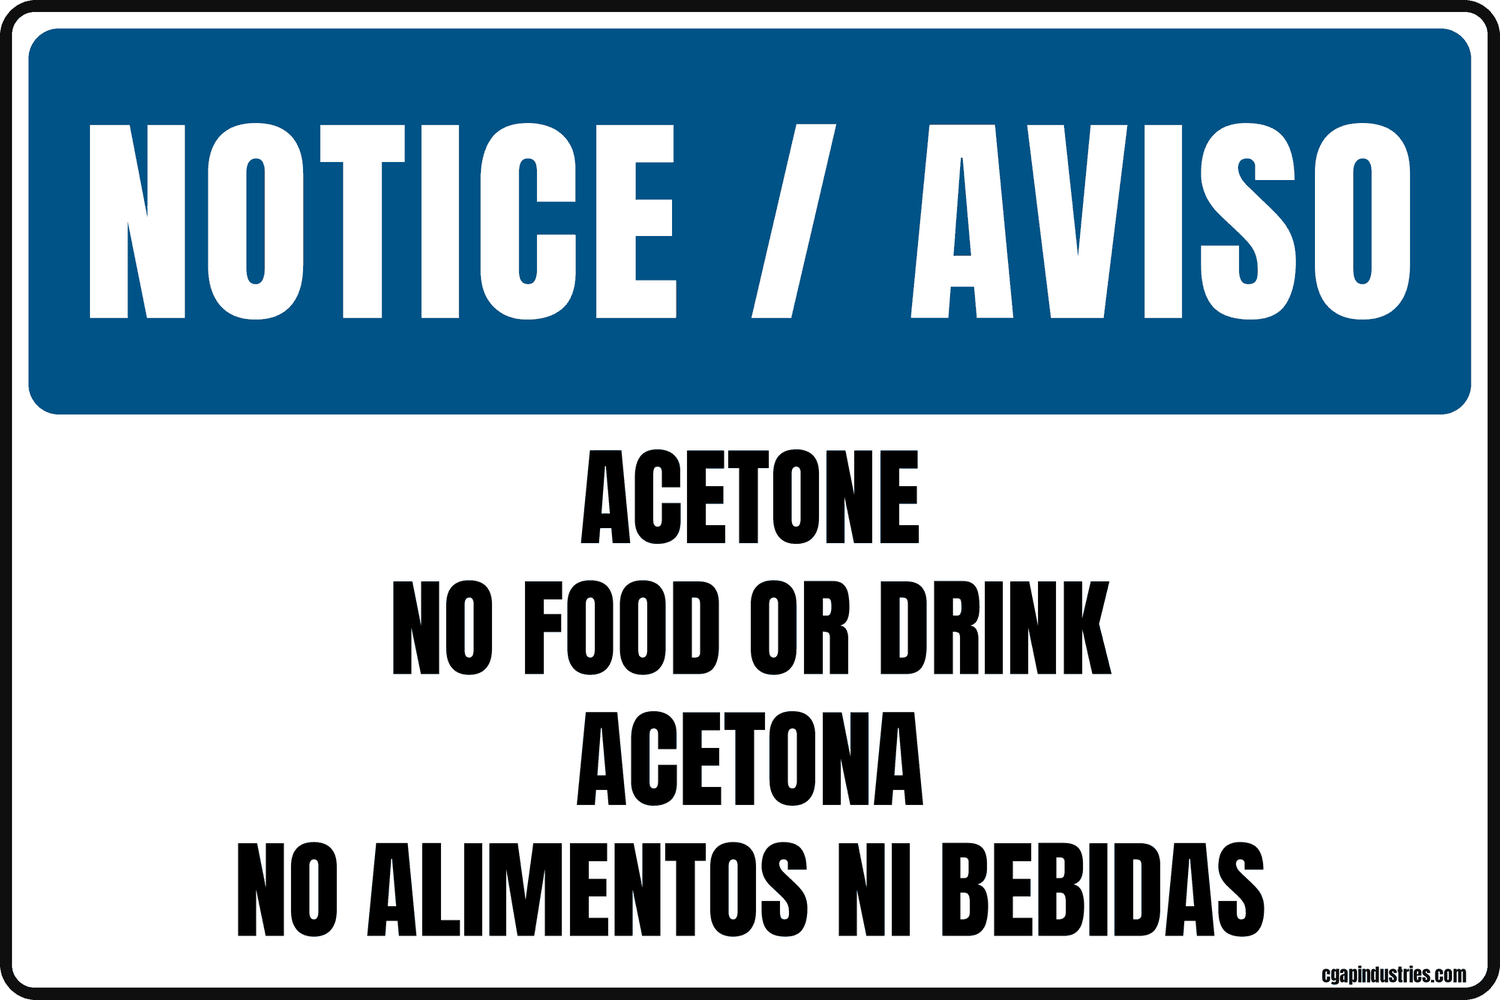 NOTICE / AVISO
ACETONE
NO FOOD OR DRINK
ACETONA
NO ALIMENTOS NI BEBIDAS
cgapindustries.com